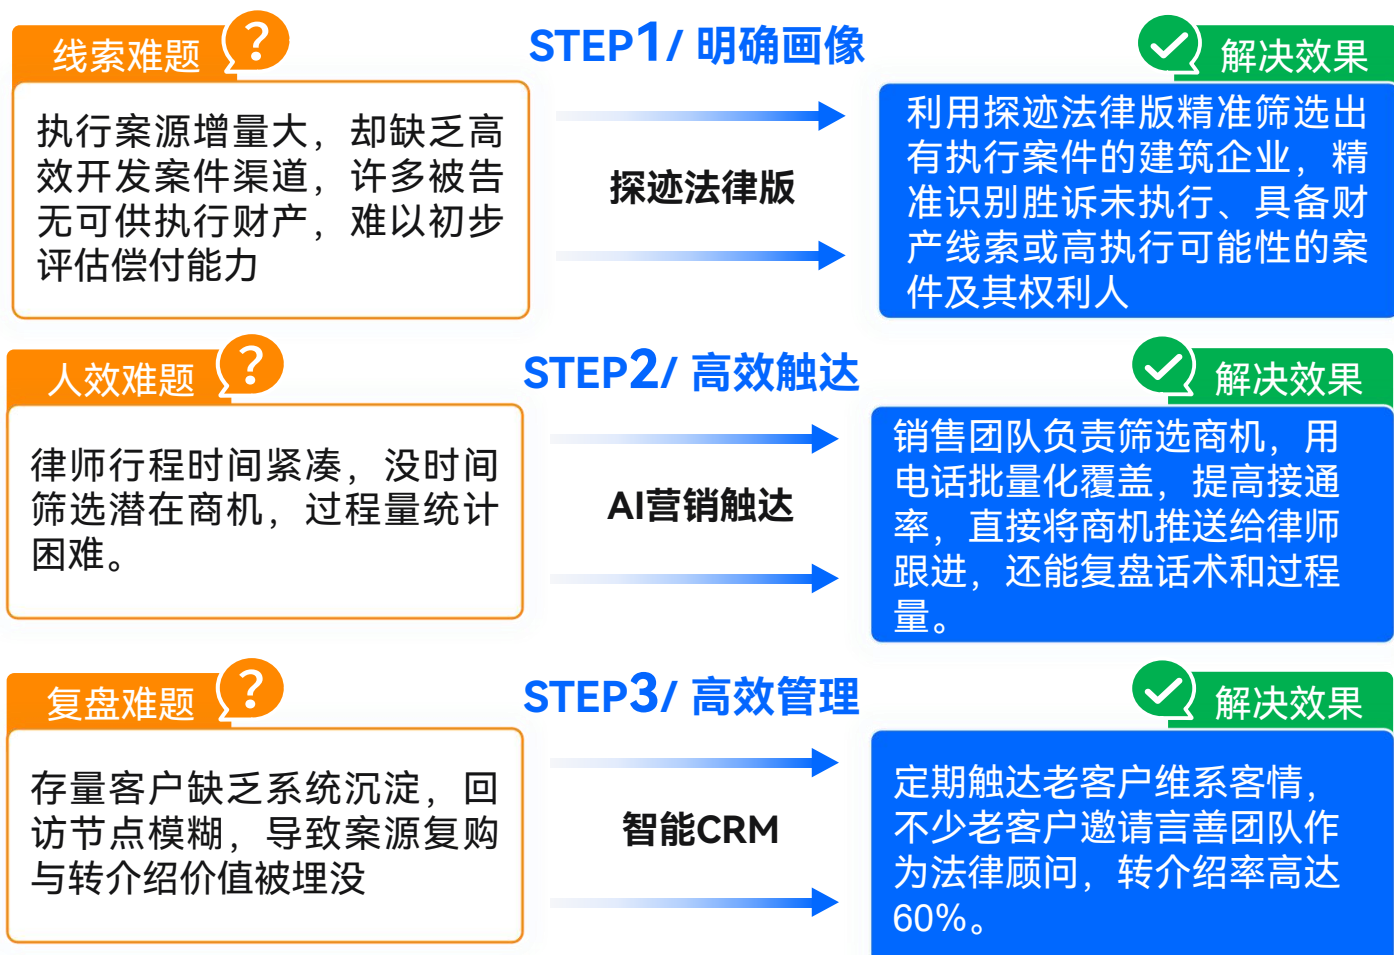 线索难题
?
STEP1/ 明确画像
解决效果
执行案源增量大，却缺乏高
效开发案件渠道，许多被告
无可供执行财产，难以初步
评估偿付能力
探迹法律版
利用探迹法律版精准筛选出
有执行案件的建筑企业，精
准识别胜诉未执行、具备财
产线索或高执行可能性的案
件及其权利人
人效难题
?
STEP2/ 高效触达
解决效果
律师行程时间紧凑，没时间
筛选潜在商机，过程量统计
困难。
AI营销触达
销售团队负责筛选商机，用
电话批量化覆盖，提高接通
率，直接将商机推送给律师
跟进，还能复盘话术和过程
量。
复盘难题
?
STEP3/ 高效管理
解决效果
存量客户缺乏系统沉淀，回
访节点模糊，导致案源复购
与转介绍价值被埋没
智能CRM
定期触达老客户维系客情，
不少老客户邀请言善团队作
为法律顾问，转介绍率高达
60%。